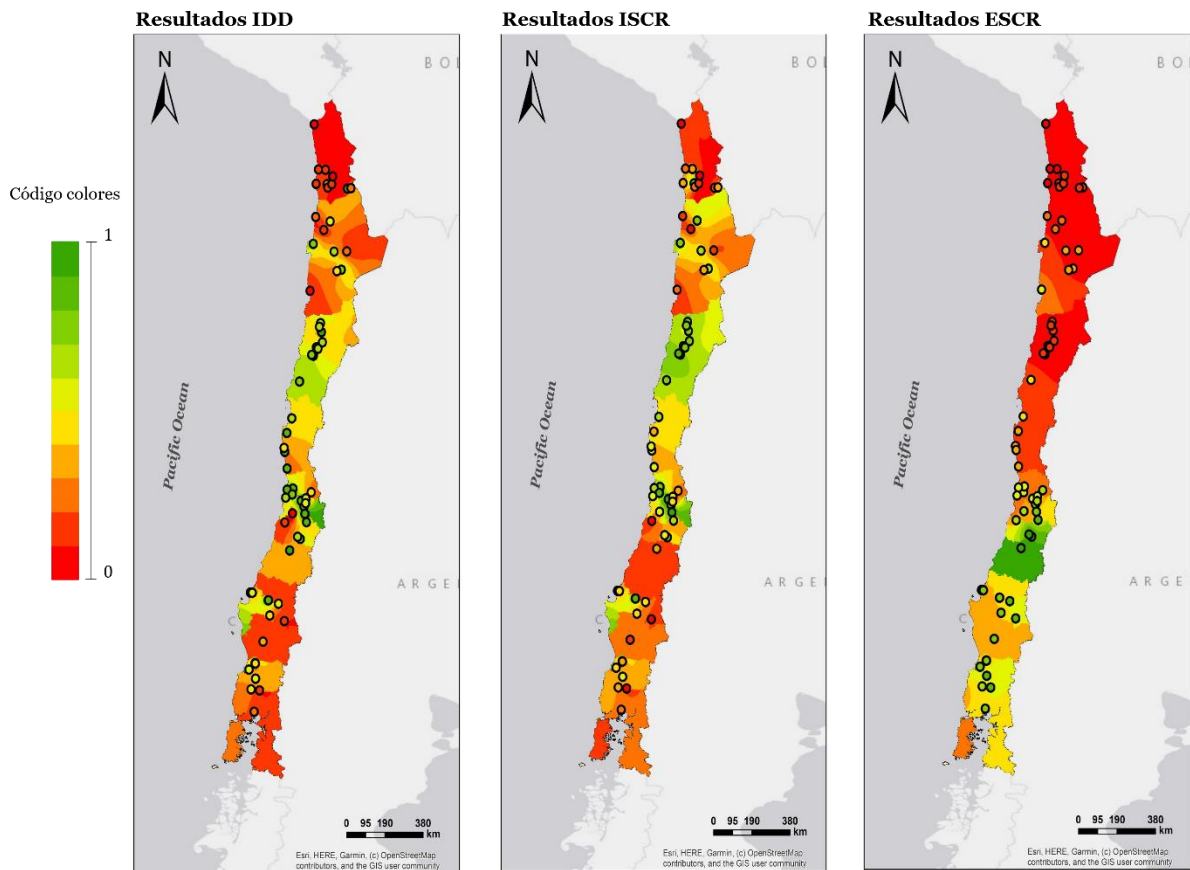 Resultados IDD
Resultados ISCR
Resultados ESCR
N
N
N
BOL
BOL
BOL
Código colores
1
0
Pacific Ocean
Pacific Ocean
Pacific Ocean
ARGE
ARGE
ARGE
C
C
0 95 190 380
km
0 95 190 380
km
0 95 190 380
km
Esri, HERE, Garmin, (c) OpenStreetMap
contributors, and the GIS user community
Esri, HERE, Garmin, (c) OpenStreetMap
contributors, and the GIS user community
Esri, HERE, Garmin, (c) OpenStreetMap
contributors, and the GIS user community